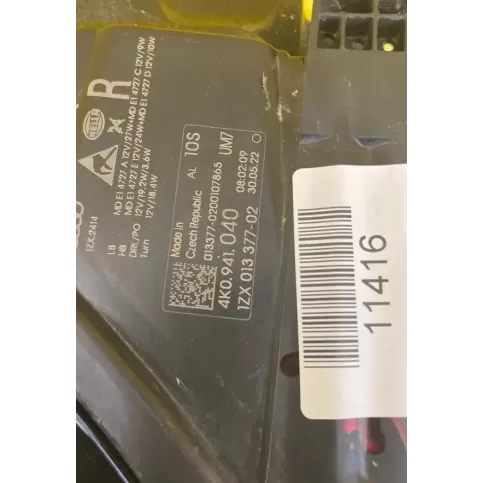 HELLA
R
1ZX.2414
LB MD E1 4727 A 12V/27W+MD E1 4727 C 12V/9W
HB MD E1 4727 E 12V/24W+MD E1 4727 D 12V/10W
DRL/PO 12V/19.2W/3.6W
Turn 12V/18.4W
Made in
Czech Republic AL 10S
013377-0200107865 UM7
4K0.941.040 08:02:09
1ZX 013 377-02 30.05.22
11416